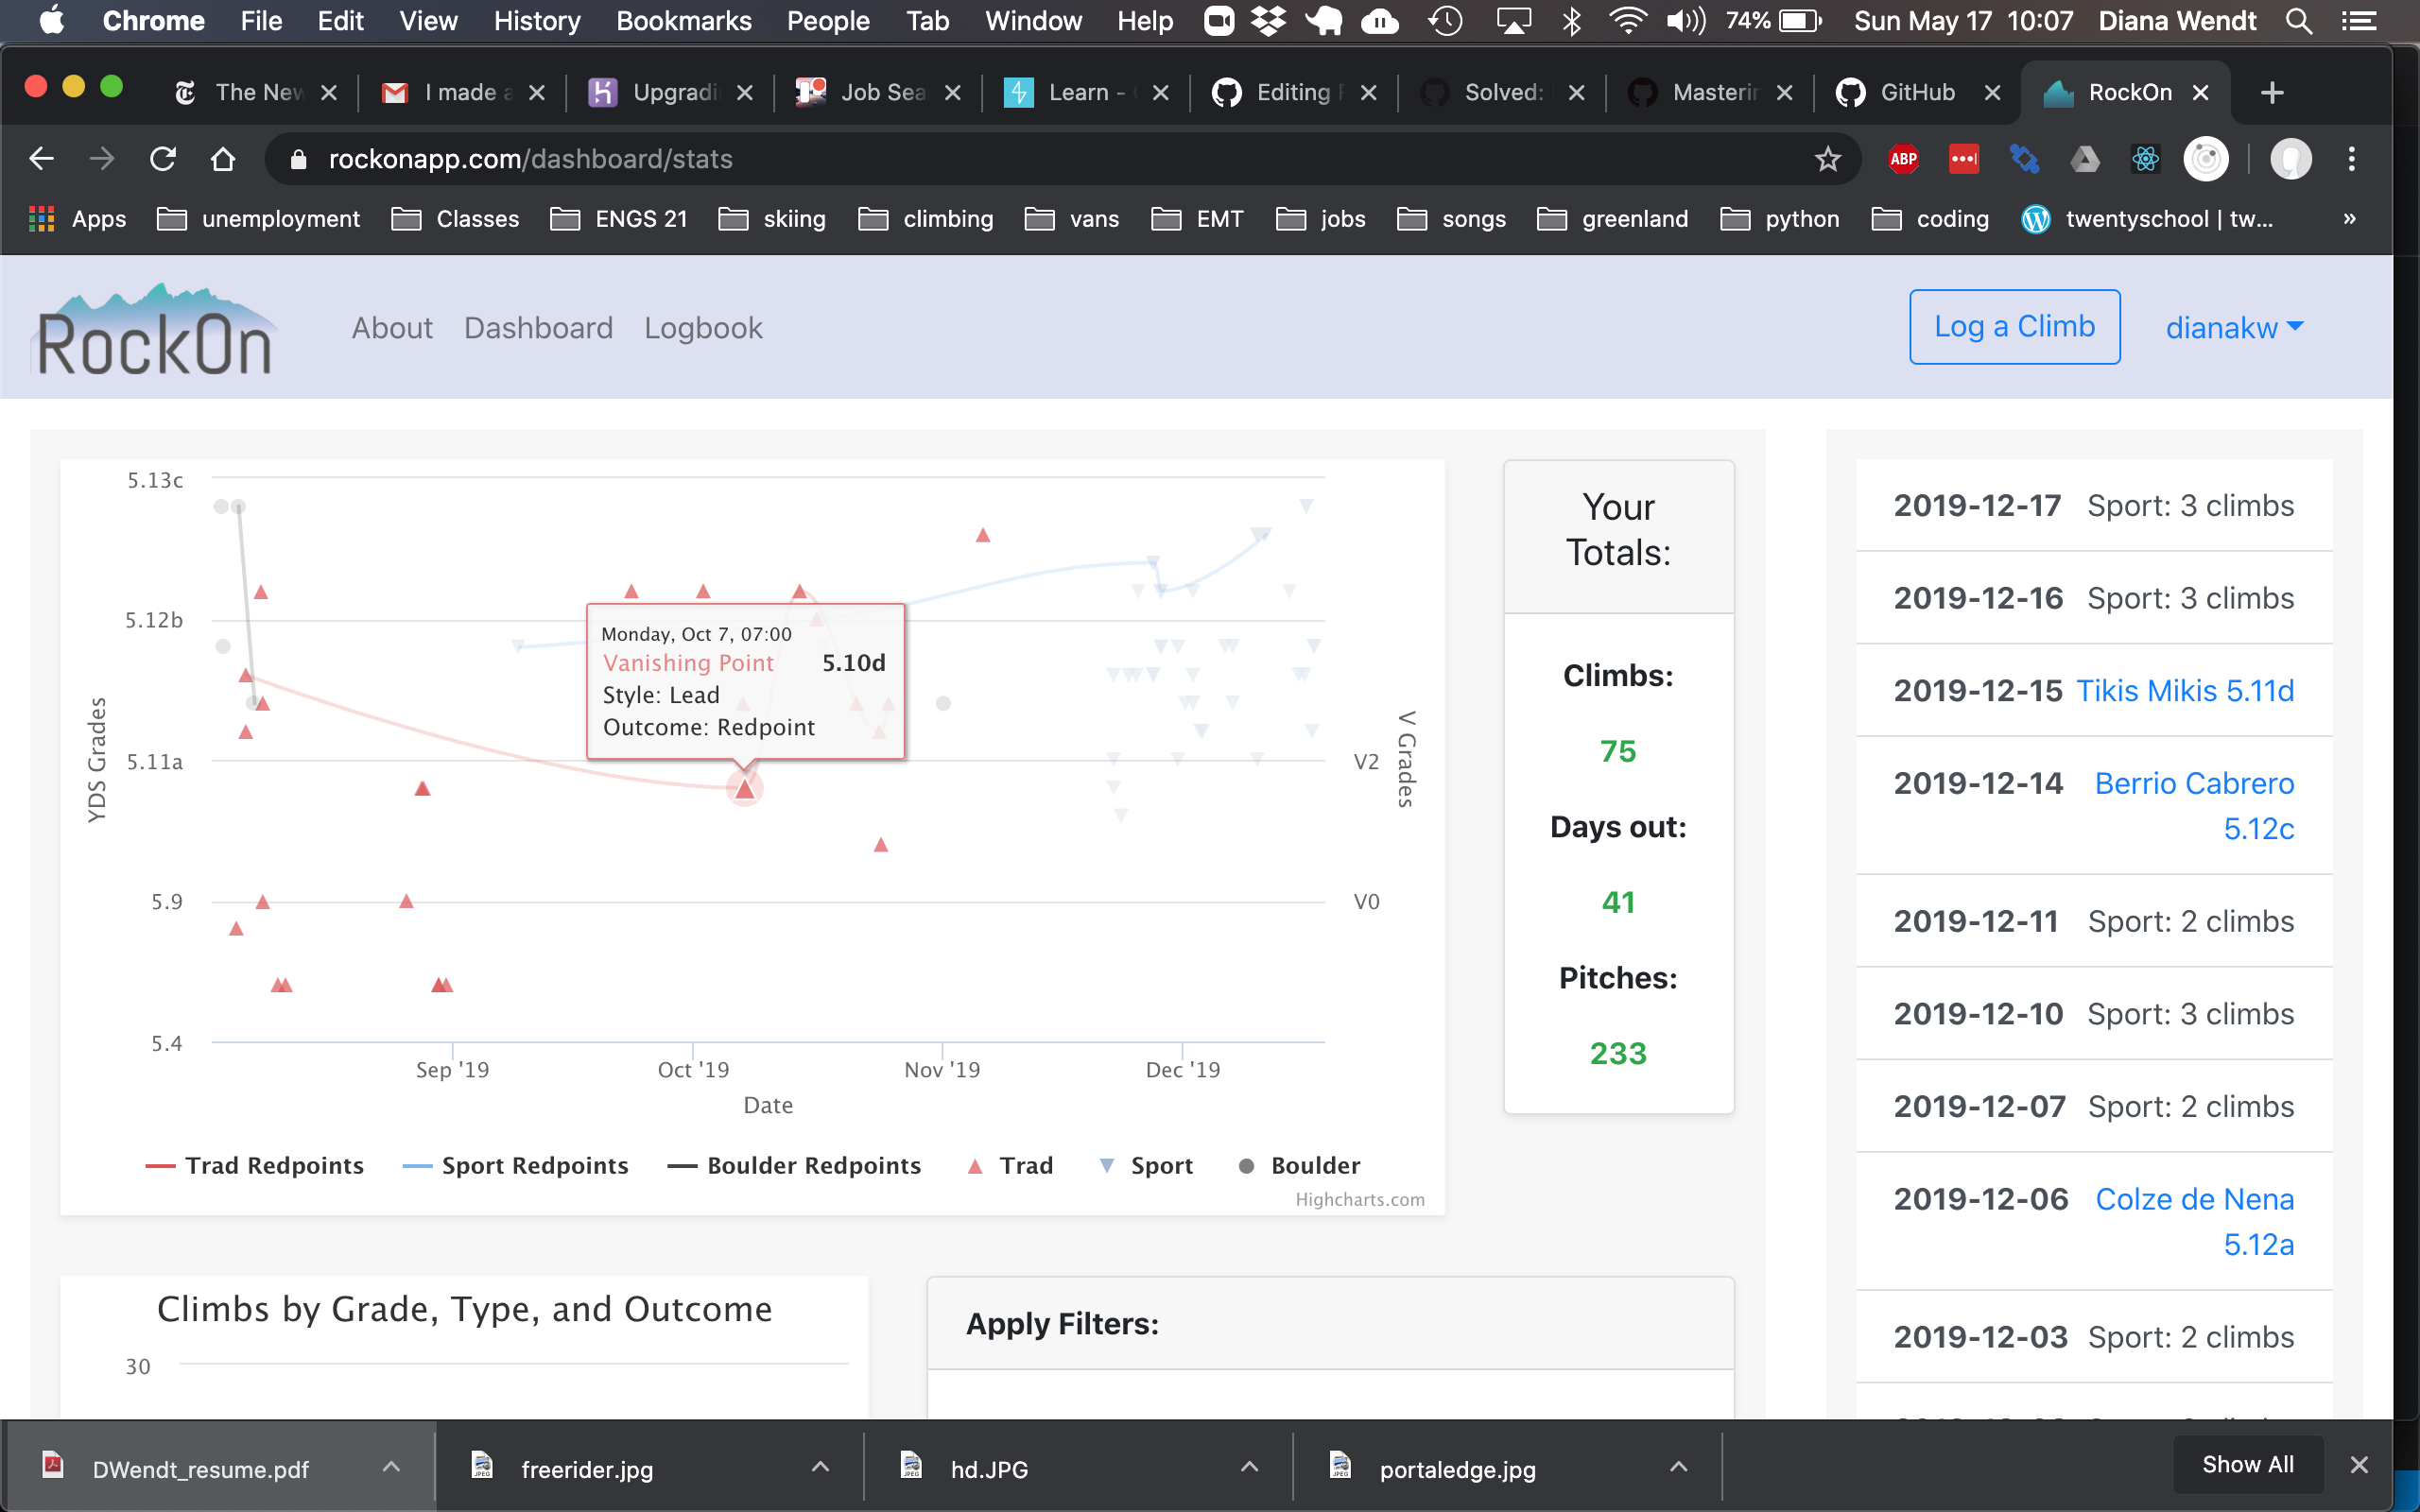 Chrome File Edit View History Bookmarks People Tab Window Help 74% Sun May 17 10:07 Diana Wendt
The New I made a Upgradi Job Sea Learn - Editing Solved: Masterin GitHub RockOn
rockonapp.com/dashboard/stats
Apps unemployment Classes ENGS 21 skiing climbing vans EMT jobs songs greenland python coding twentyschool | tw... »
RockOn About Dashboard Logbook Log a Climb dianakw
5.13c
5.12b
5.11a
5.9
5.4
YDS Grades
Monday, Oct 7, 07:00
Vanishing Point 5.10d
Style: Lead
Outcome: Redpoint
V2
V0
V Grades
Sep '19 Oct '19 Nov '19 Dec '19
Date
Trad Redpoints Sport Redpoints Boulder Redpoints Trad Sport Boulder
Highcharts.com
Your
Totals:
Climbs:
75
Days out:
41
Pitches:
233
2019-12-17 Sport: 3 climbs
2019-12-16 Sport: 3 climbs
2019-12-15 Tikis Mikis 5.11d
2019-12-14 Berrio Cabrero
5.12c
2019-12-11 Sport: 2 climbs
2019-12-10 Sport: 3 climbs
2019-12-07 Sport: 2 climbs
2019-12-06 Colze de Nena
5.12a
2019-12-03 Sport: 2 climbs
Climbs by Grade, Type, and Outcome
30
Apply Filters:
DWendt_resume.pdf freerider.jpg hd.JPG portaledge.jpg Show All